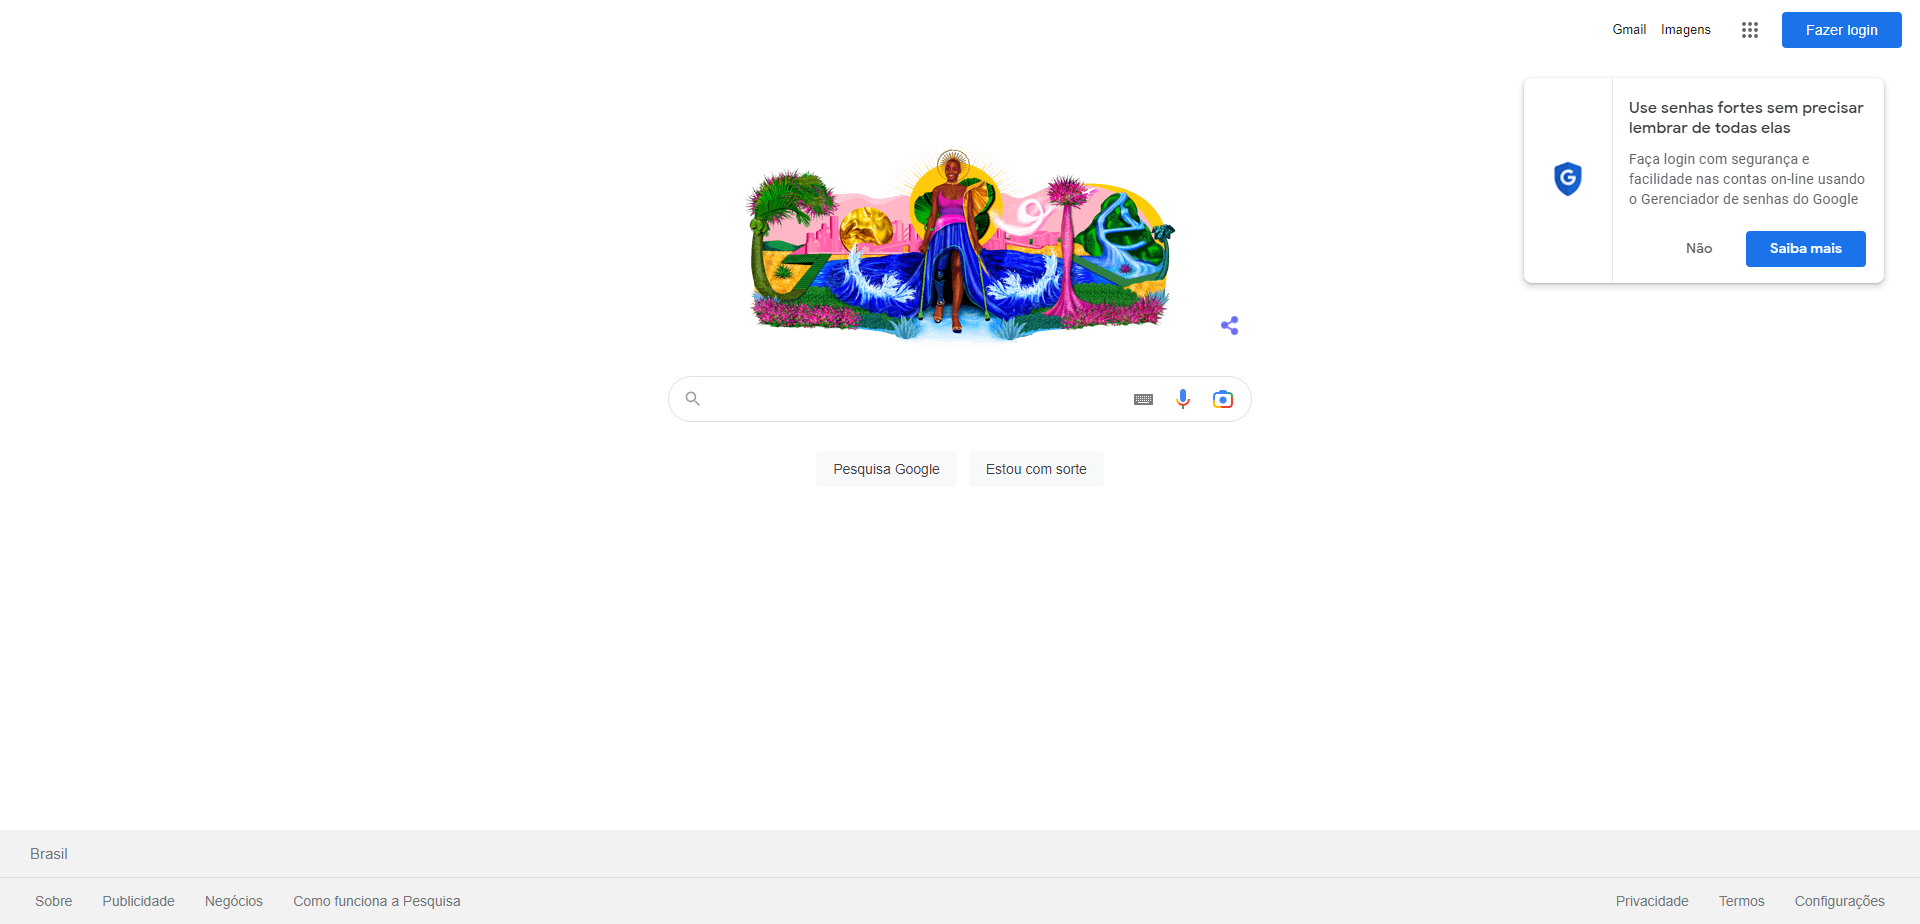 Gmail Imagens Fazer login
Use senhas fortes sem precisar
lembrar de todas elas
Faça login com segurança e
facilidade nas contas on-line usando
o Gerenciador de senhas do Google
Não Saiba mais
Pesquisa Google Estou com sorte
Brasil
Sobre Publicidade Negócios Como funciona a Pesquisa Privacidade Termos Configurações